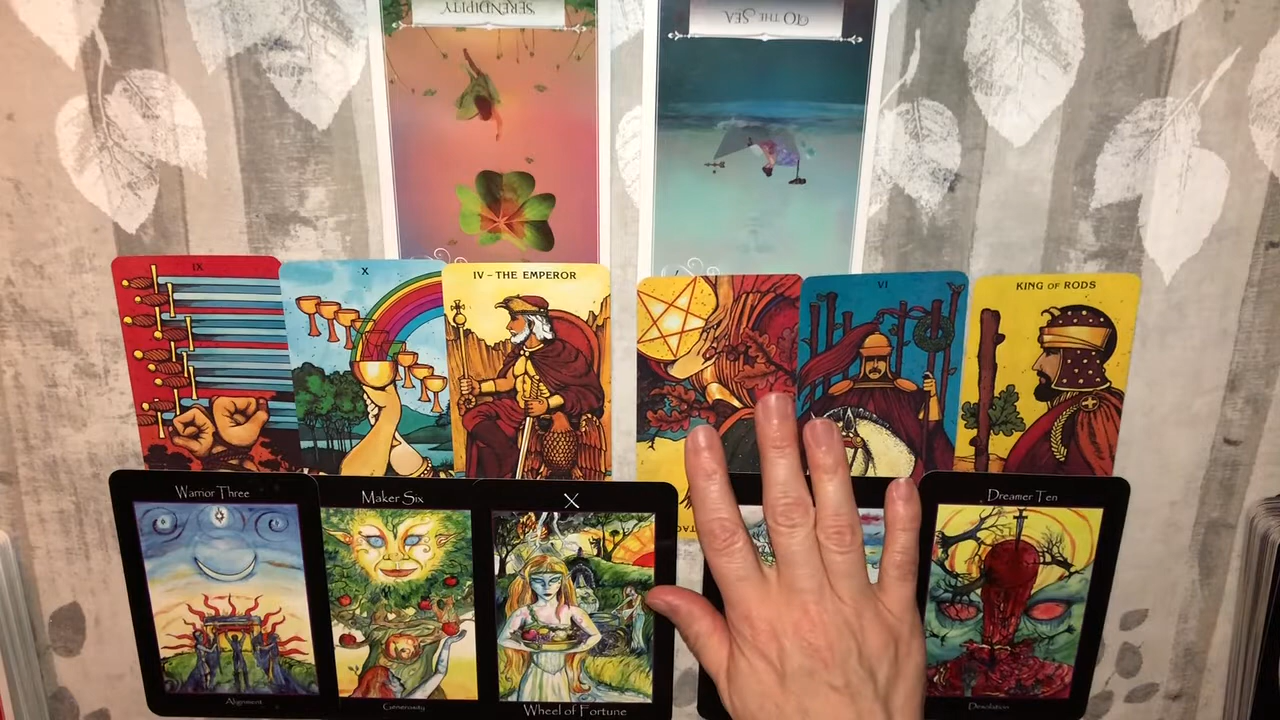 SERENDIPITY
TO THE SEA
IX
X
IV – THE EMPEROR
VI
KING OF RODS
Warrior Three
Maker Six
X
Dreamer Ten
Alignment
Generosity
Wheel of Fortune
Desolation